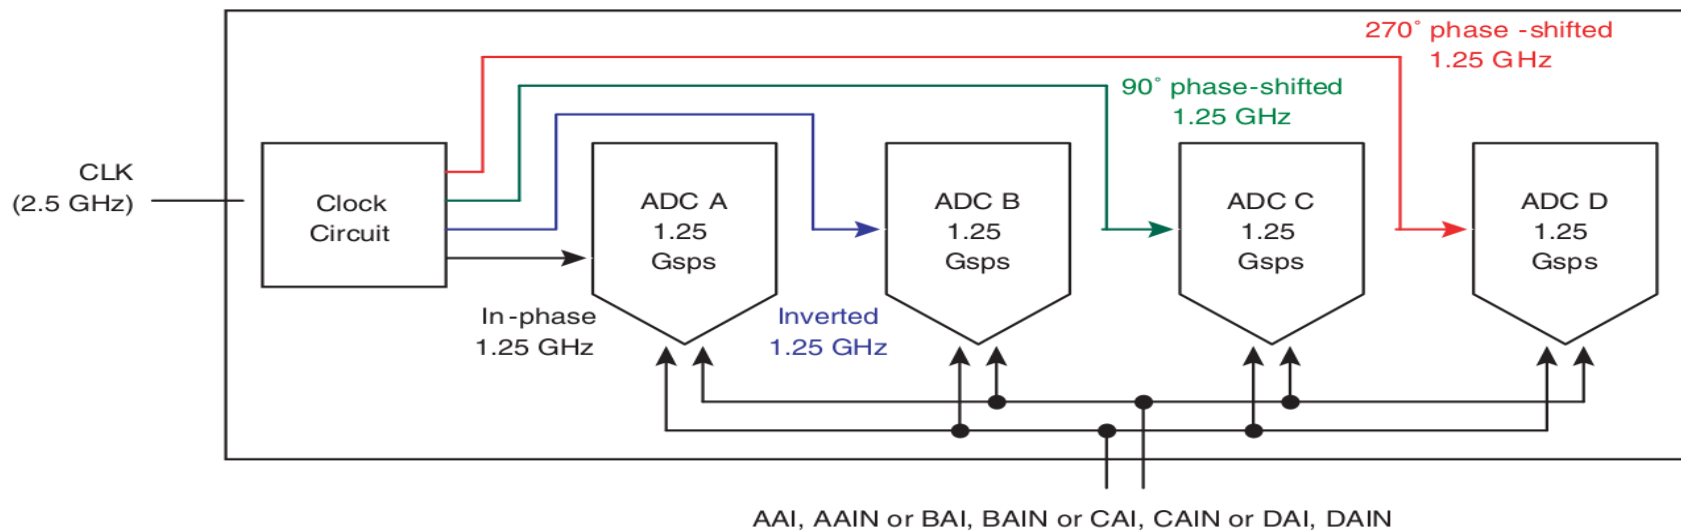 270° phase -shifted
1.25 GHz
90° phase-shifted
1.25 GHz
CLK
(2.5 GHz)
Clock
Circuit
ADC A
1.25
Gsps
ADC B
1.25
Gsps
ADC C
1.25
Gsps
ADC D
1.25
Gsps
In-phase
1.25 GHz
Inverted
1.25 GHz
AAI, AAIN or BAI, BAIN or CAI, CAIN or DAI, DAIN